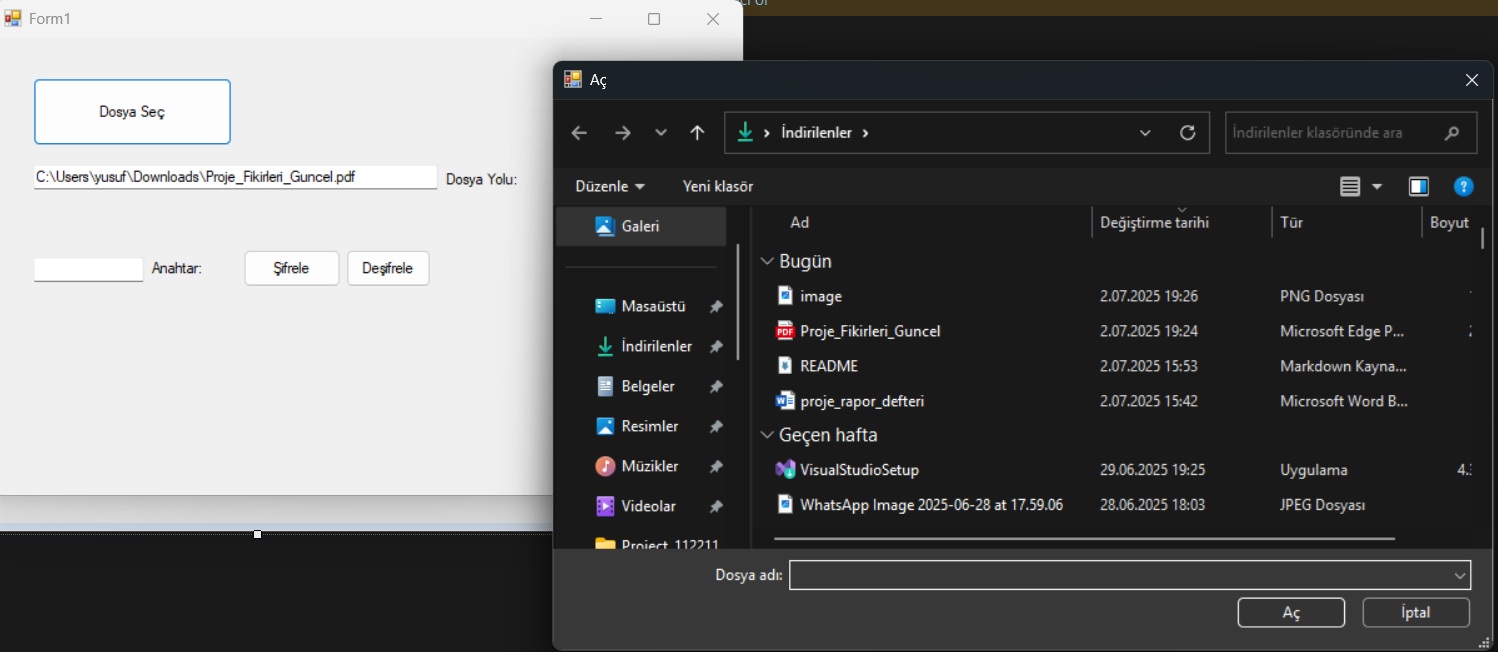 Form1
Dosya Seç
C:\Users\yusuf\Downloads\Proje_Fikirleri_Guncel.pdf Dosya Yolu:
Anahtar: Şifrele Deşifrele
Aç
İndirilenler İndirilenler klasöründe ara
Düzenle Yeni klasör
Galeri
Masaüstü
İndirilenler
Belgeler
Resimler
Müzikler
Videolar
Project_112211
Ad Değiştirme tarihi Tür Boyut
Bugün
image 2.07.2025 19:26 PNG Dosyası
PDF Proje_Fikirleri_Guncel 2.07.2025 19:24 Microsoft Edge P...
README 2.07.2025 15:53 Markdown Kayna...
proje_rapor_defteri 2.07.2025 15:42 Microsoft Word B...
Geçen hafta
VisualStudioSetup 29.06.2025 19:25 Uygulama 4.
WhatsApp Image 2025-06-28 at 17.59.06 28.06.2025 18:03 JPEG Dosyası
Dosya adı:
Aç İptal